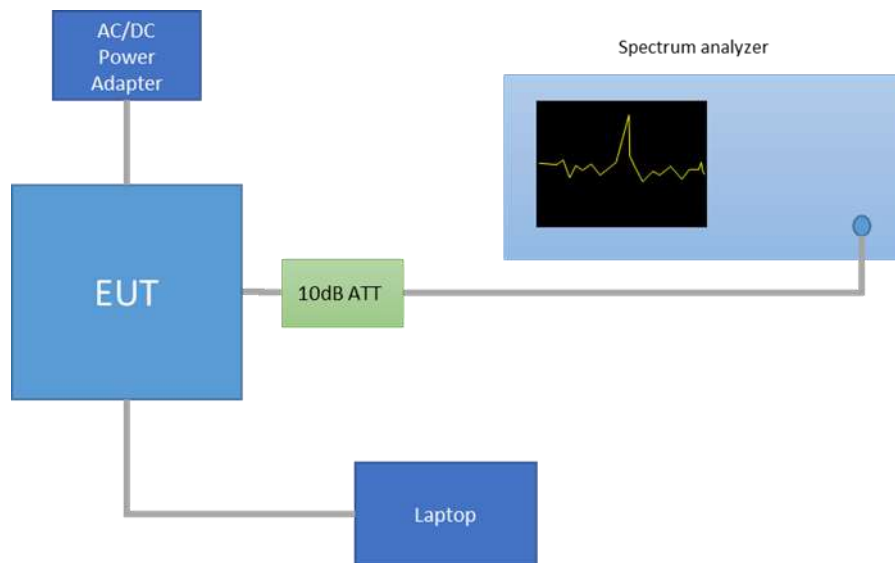 AC/DC
Power
Adapter
Spectrum analyzer
EUT
10dB ATT
Laptop